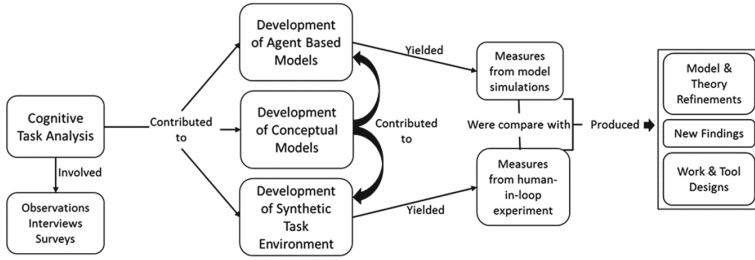 Cognitive
Task Analysis
Involved
Observations
Interviews
Surveys
Contributed
to
Development
of Agent Based
Models
Development
of Conceptual
Models
Development
of Synthetic
Task
Environment
Contributed
to
Yielded
Yielded
Measures
from model
simulations
Were compare with
Measures
from human-
in-loop
experiment
Produced
Model &
Theory
Refinements
New Findings
Work & Tool
Designs